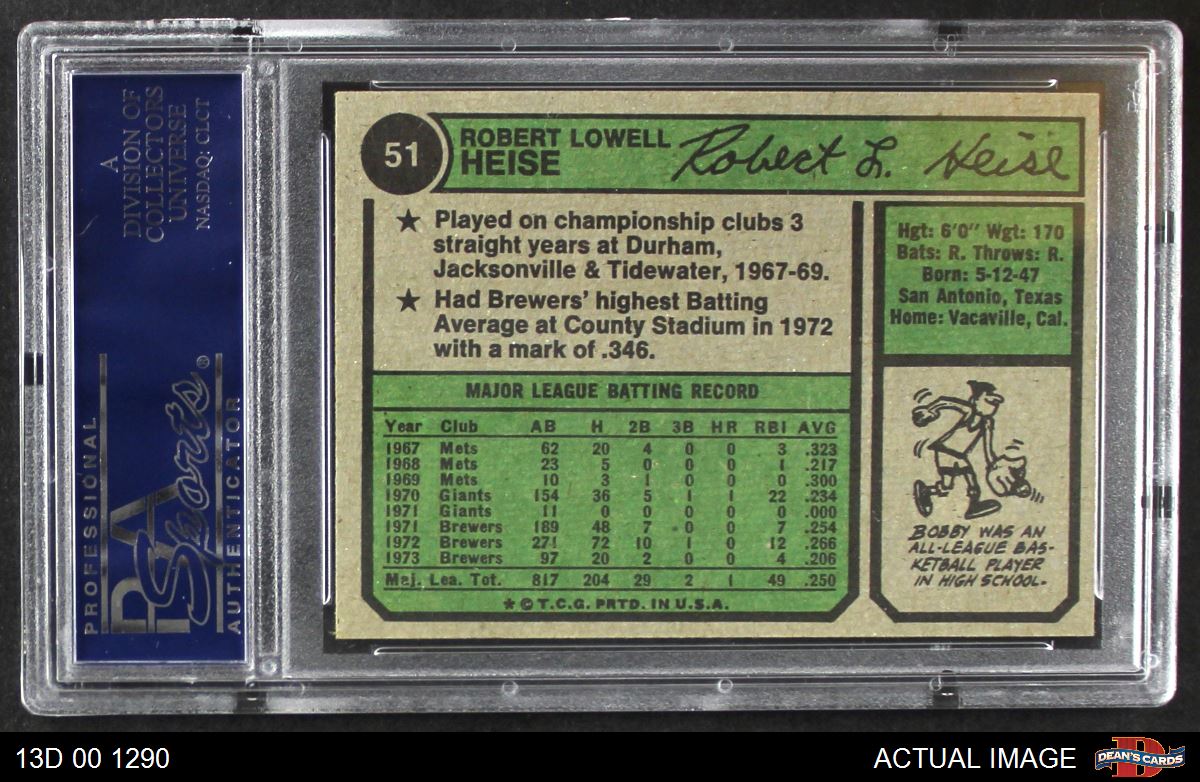 A
DIVISION OF
COLLECTORS
UNIVERSE
NASDAQ: CLCT
PROFESSIONAL
PSA
Sports®
AUTHENTICATOR
51
ROBERT LOWELL
HEISE
Robert L. Heise
★ Played on championship clubs 3
straight years at Durham,
Jacksonville & Tidewater, 1967-69.
★ Had Brewers' highest Batting
Average at County Stadium in 1972
with a mark of .346.
MAJOR LEAGUE BATTING RECORD
Year Club AB H 2B 3B HR RBI AVG
1967 Mets 62 20 4 0 0 3 .323
1968 Mets 23 5 0 0 0 1 .217
1969 Mets 10 3 1 0 0 0 .300
1970 Giants 154 36 5 1 1 22 .234
1971 Giants 11 0 0 0 0 0 .000
1971 Brewers 189 48 7 0 0 7 .254
1972 Brewers 271 72 10 1 0 12 .266
1973 Brewers 97 20 2 0 0 4 .206
Maj. Lea. Tot. 817 204 29 2 1 49 .250
★ © T.C.G. PRTD. IN U.S.A.
Hgt: 6'0" Wgt: 170
Bats: R. Throws: R.
Born: 5-12-47
San Antonio, Texas
Home: Vacaville, Cal.
BOBBY WAS AN
ALL-LEAGUE BAS-
KETBALL PLAYER
IN HIGH SCHOOL.
13D 00 1290
ACTUAL IMAGE
D
DEAN'S CARDS